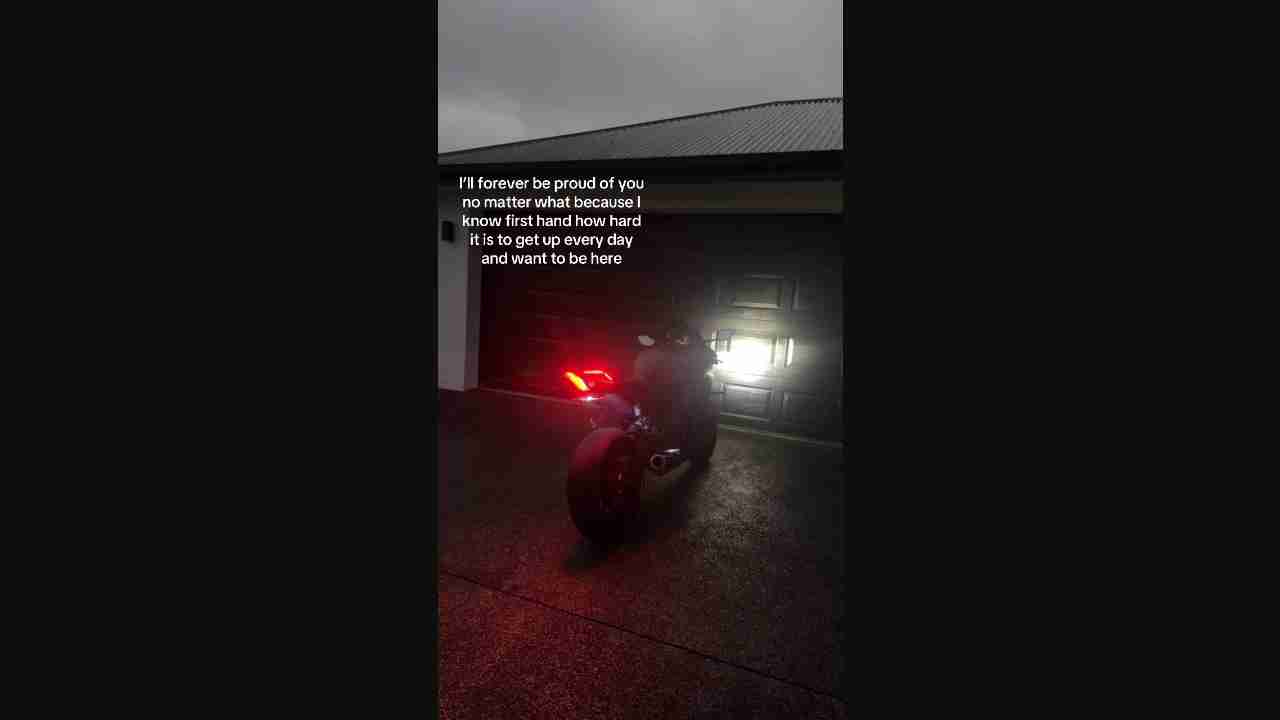 I'll forever be proud of you
no matter what because I
know first hand how hard
it is to get up every day
and want to be here